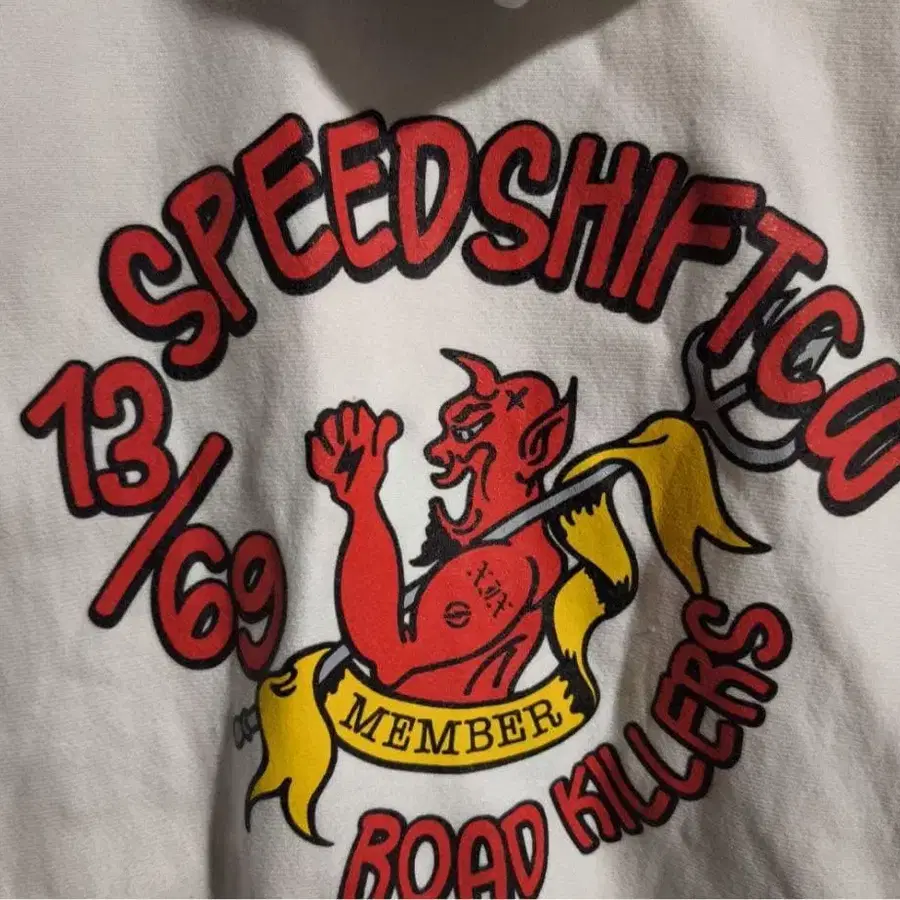 SPEEDSHIFTCW
13/69
MEMBER
ROAD KILLERS